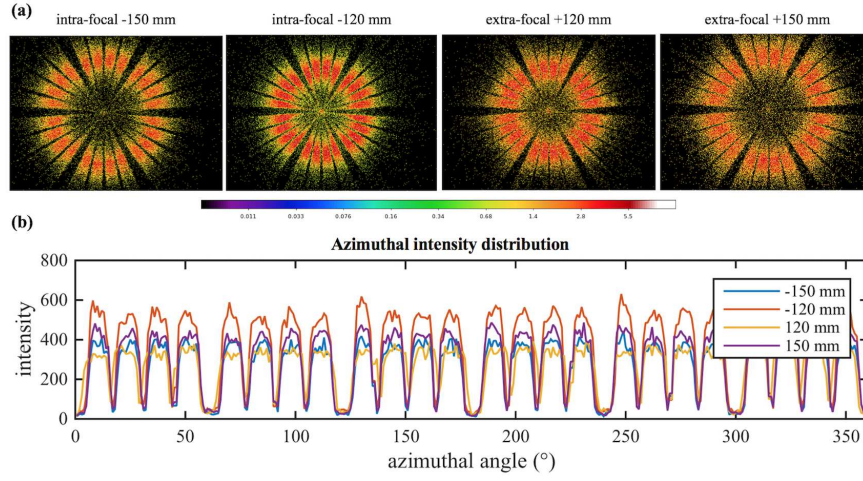 (a)
intra-focal -150 mm
intra-focal -120 mm
extra-focal +120 mm
extra-focal +150 mm
0.011 0.033 0.076 0.16 0.34 0.68 1.4 2.8 5.5
(b)
Azimuthal intensity distribution
800
600
400
200
0
intensity
-150 mm
-120 mm
120 mm
150 mm
0 50 100 150 200 250 300 350
azimuthal angle (°)